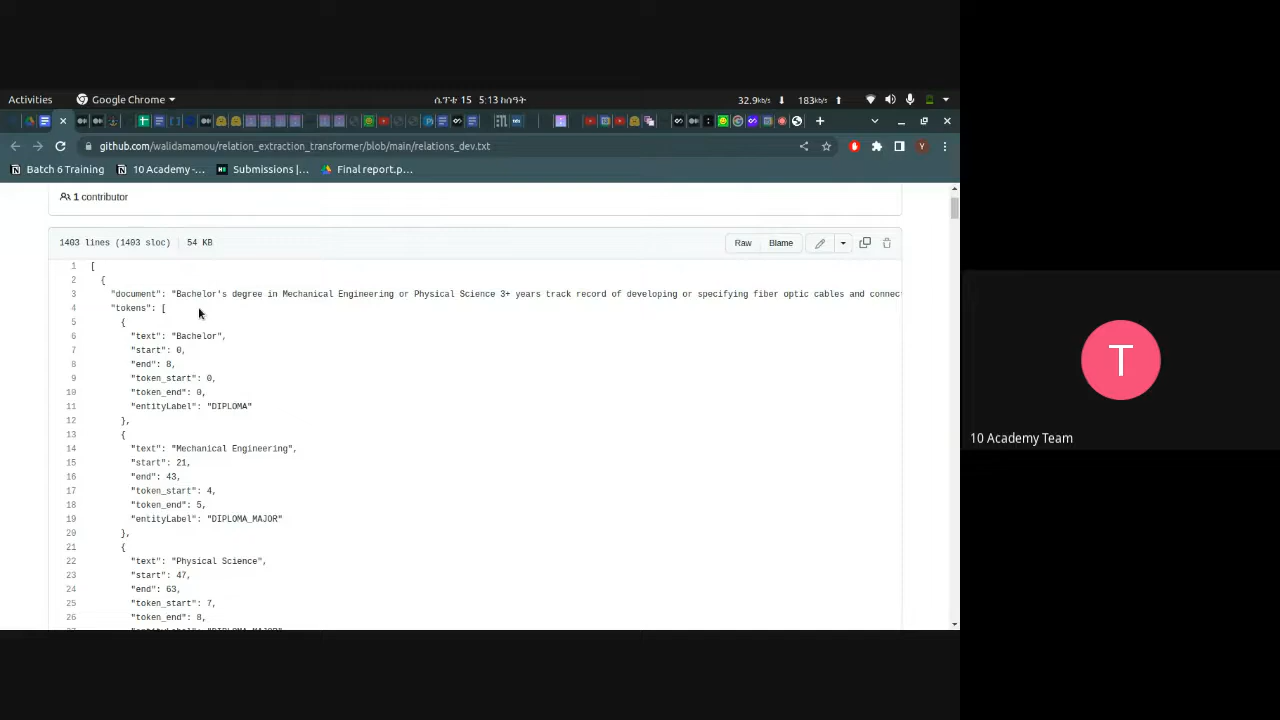 Activities
Google Chrome
ሴፕቴ 15 5:13 ከሰዓት
32.9kb/s
183kb/s
github.com/walidamamou/relation_extraction_transformer/blob/main/relations_dev.txt
Y
Batch 6 Training
10 Academy -...
Submissions |...
Final report.p...
1 contributor
1403 lines (1403 sloc) 54 KB
Raw
Blame
1 [
2 {
3 "document": "Bachelor's degree in Mechanical Engineering or Physical Science 3+ years track record of developing or specifying fiber optic cables and connec
4 "tokens": [
5 {
6 "text": "Bachelor",
7 "start": 0,
8 "end": 8,
9 "token_start": 0,
10 "token_end": 0,
11 "entityLabel": "DIPLOMA"
12 },
13 {
14 "text": "Mechanical Engineering",
15 "start": 21,
16 "end": 43,
17 "token_start": 4,
18 "token_end": 5,
19 "entityLabel": "DIPLOMA_MAJOR"
20 },
21 {
22 "text": "Physical Science",
23 "start": 47,
24 "end": 63,
25 "token_start": 7,
26 "token_end": 8,
T
10 Academy Team